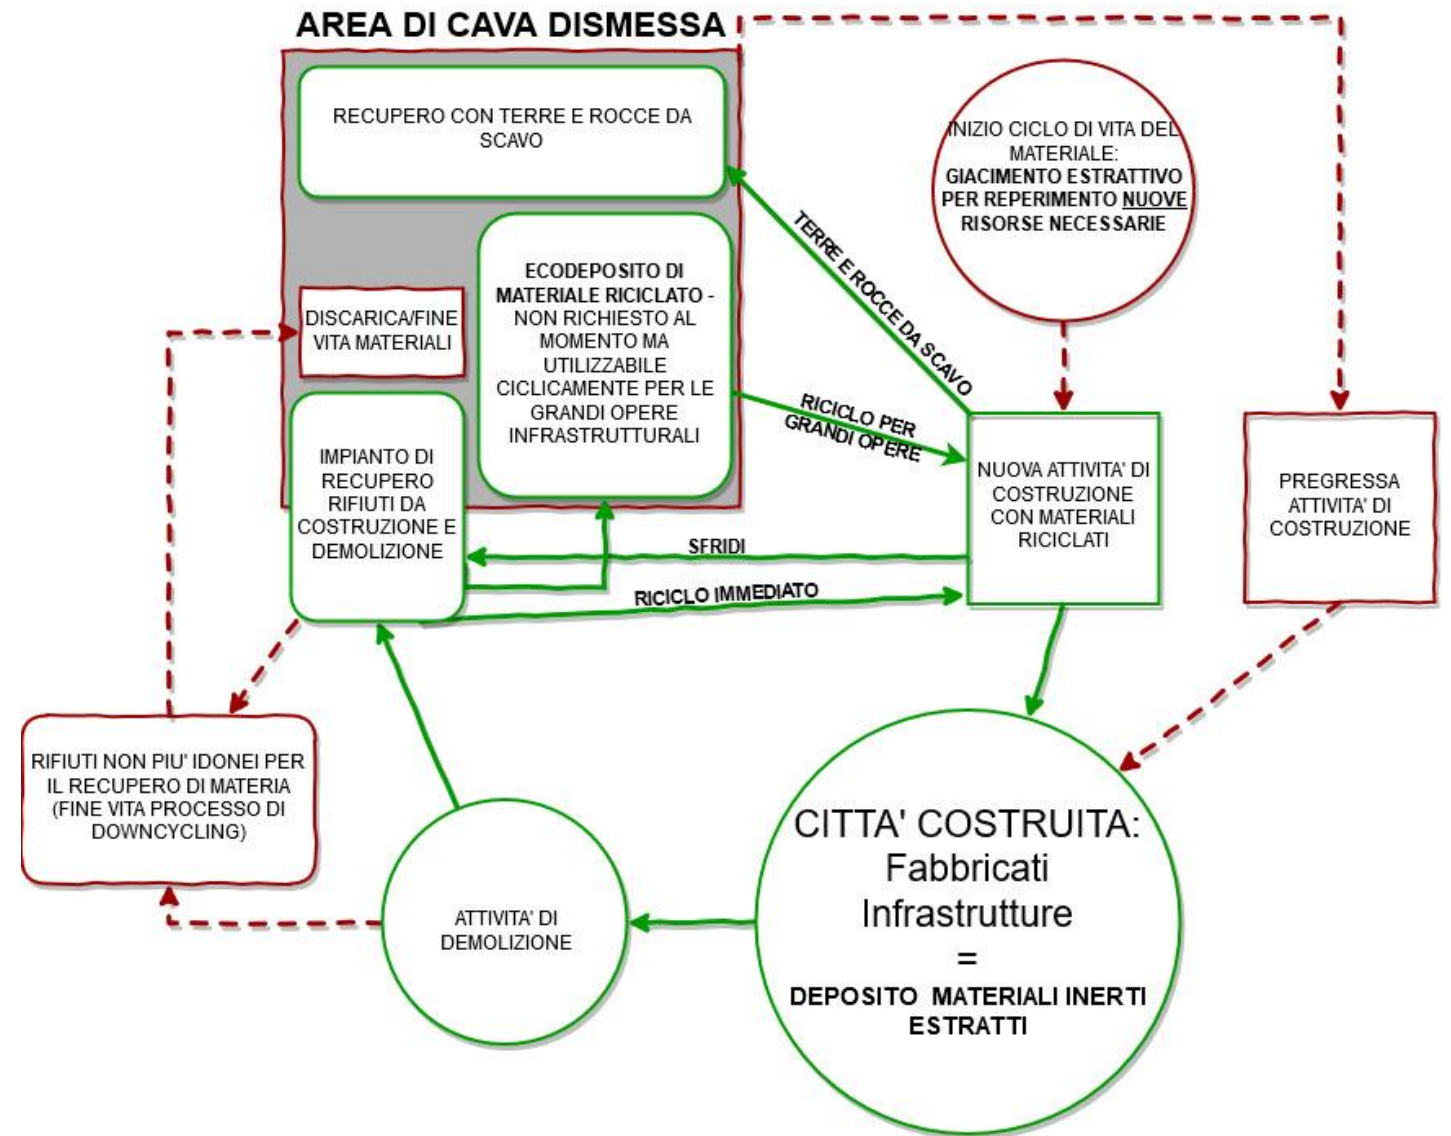 AREA DI CAVA DISMESSA
RECUPERO CON TERRE E ROCCE DA
SCAVO
INIZIO CICLO DI VITA DEL
MATERIALE:
GIACIMENTO ESTRATTIVO
PER REPERIMENTO NUOVE
RISORSE NECESSARIE
TERRE E ROCCE DA SCAVO
ECODEPOSITO DI
MATERIALE RICICLATO -
NON RICHIESTO AL
MOMENTO MA
UTILIZZABILE
CICLICAMENTE PER LE
GRANDI OPERE
INFRASTRUTTURALI
DISCARICA/FINE
VITA MATERIALI
RICICLO PER
GRANDI OPERE
IMPIANTO DI
RECUPERO
RIFIUTI DA
COSTRUZIONE E
DEMOLIZIONE
NUOVA ATTIVITA' DI
COSTRUZIONE
CON MATERIALI
RICICLATI
PREGRESSA
ATTIVITA' DI
COSTRUZIONE
SFRIDI
RICICLO IMMEDIATO
RIFIUTI NON PIU' IDONEI PER
IL RECUPERO DI MATERIA
(FINE VITA PROCESSO DI
DOWNCYCLING)
CITTA' COSTRUITA:
Fabbricati
Infrastrutture
=
DEPOSITO MATERIALI INERTI
ESTRATTI
ATTIVITA' DI
DEMOLIZIONE